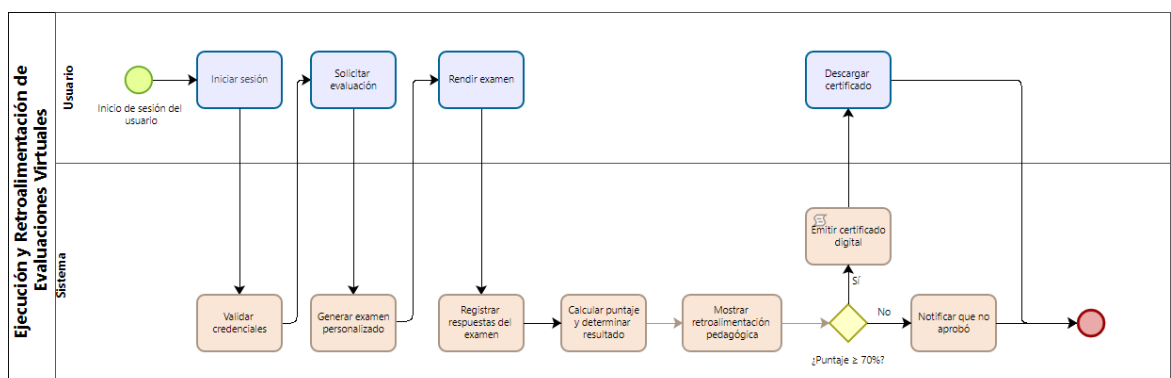 Ejecución y Retroalimentación de
Evaluaciones Virtuales
Usuario
Inicio de sesión del
usuario
Iniciar sesión
Solicitar
evaluación
Rendir examen
Descargar
certificado
Sistema
Validar
credenciales
Generar examen
personalizado
Registrar
respuestas del
examen
Calcular puntaje
y determinar
resultado
Mostrar
retroalimentación
pedagógica
Emitir certificado
digital
Sí
No
¿Puntaje ≥ 70%?
Notificar que no
aprobó